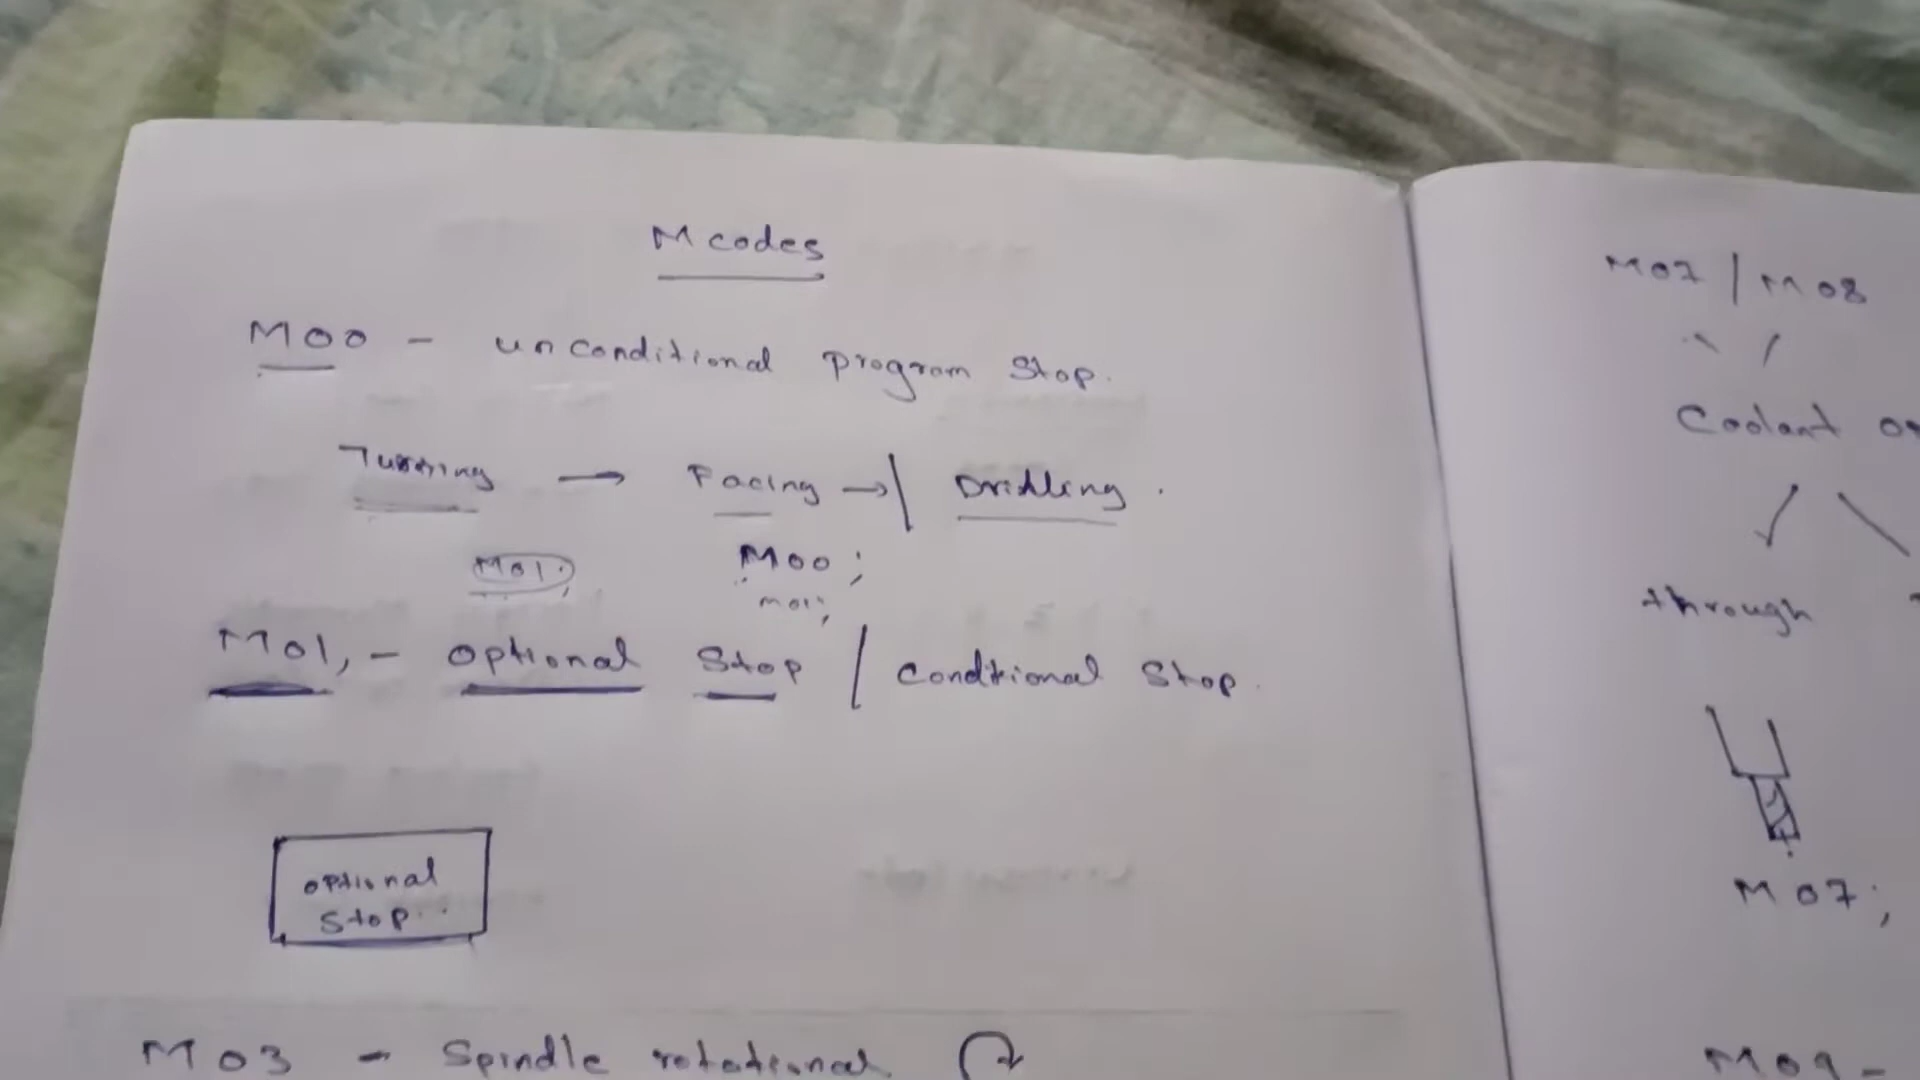 M codes
M00 - unconditional program Stop.
Turning → Facing → | Drilling.
M01; M00;
M01;
M01, - optional Stop / Conditional Stop.
optional
Stop..
M03 - Spindle rotational
M07 / M08
Coolant
through
M07;
M09 -